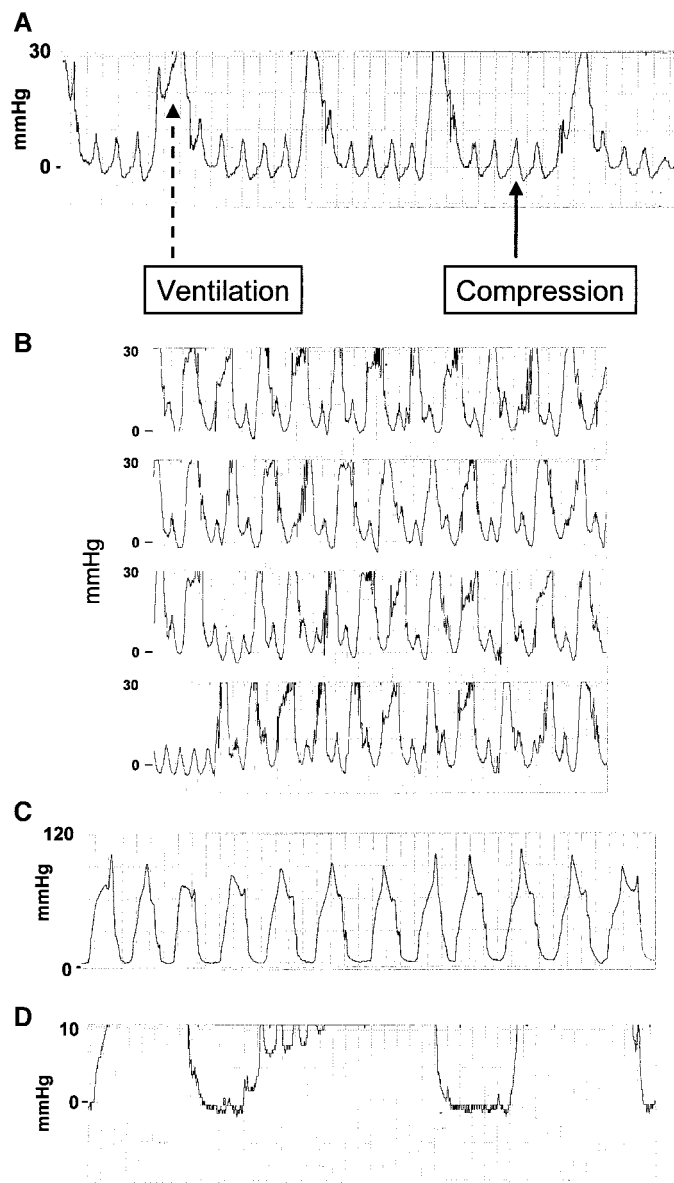 A
30
mmHg
0 -
Ventilation
Compression
B
30
0 –
30
0 –
mmHg
30
0 –
30
0 –
C
120
mmHg
0 -
D
10
mmHg
0 –